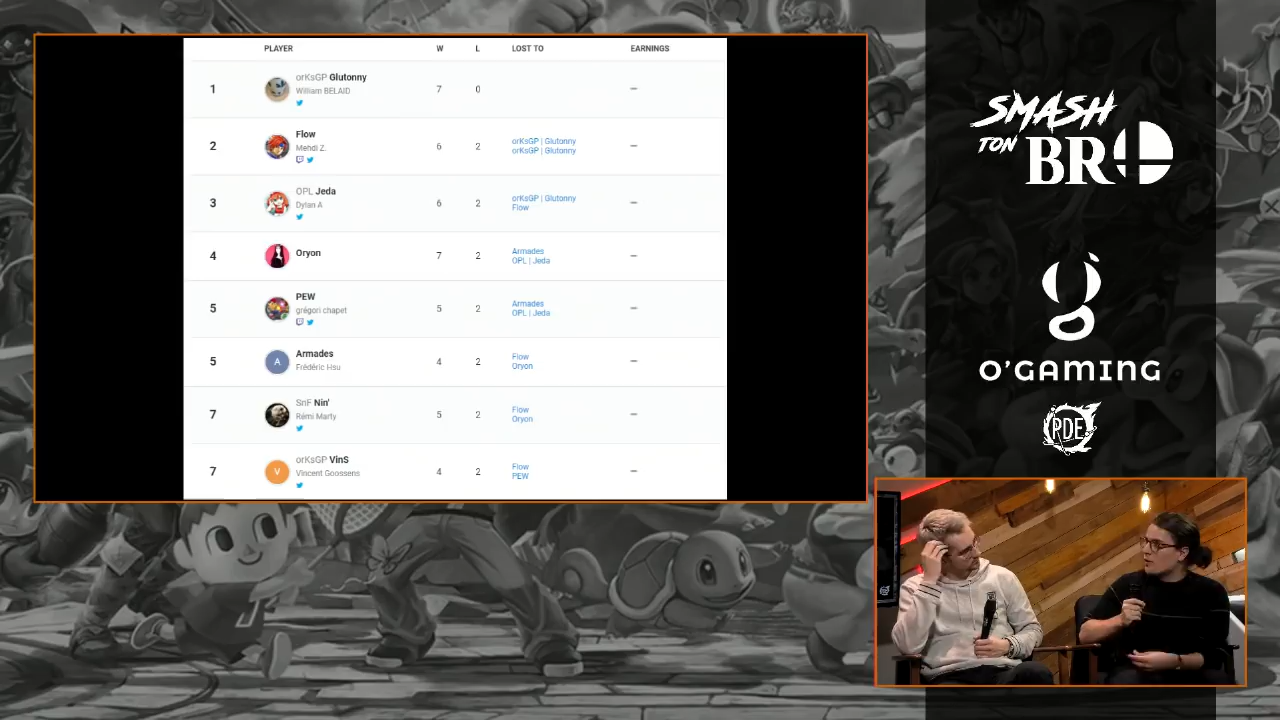 PLAYER W L LOST TO EARNINGS
1 orKsGP Glutonny 7 0 –
William BELAID
2 Flow 6 2 orKsGP | Glutonny –
Mehdi Z. orKsGP | Glutonny
3 OPL Jeda 6 2 orKsGP | Glutonny –
Dylan A Flow
4 Oryon 7 2 Armades –
OPL | Jeda
5 PEW 5 2 Armades –
grégori chapet OPL | Jeda
5 A Armades 4 2 Flow –
Frédéric Hsu Oryon
7 SnF Nin' 5 2 Flow –
Rémi Marty Oryon
7 V orKsGP VinS 4 2 Flow –
Vincent Goossens PEW
SMASH
TON
BRO
O'GAMING
PDE